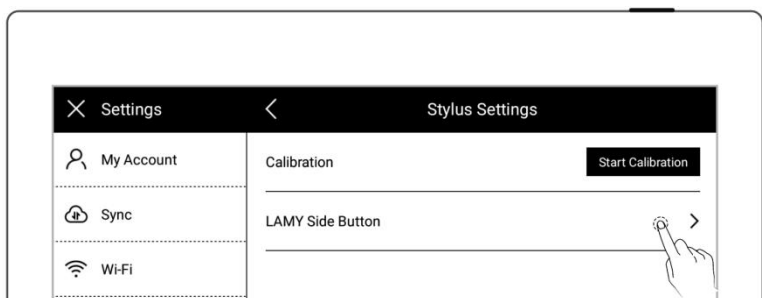 Settings
Stylus Settings
My Account
Calibration
Start Calibration
Sync
LAMY Side Button
Wi-Fi